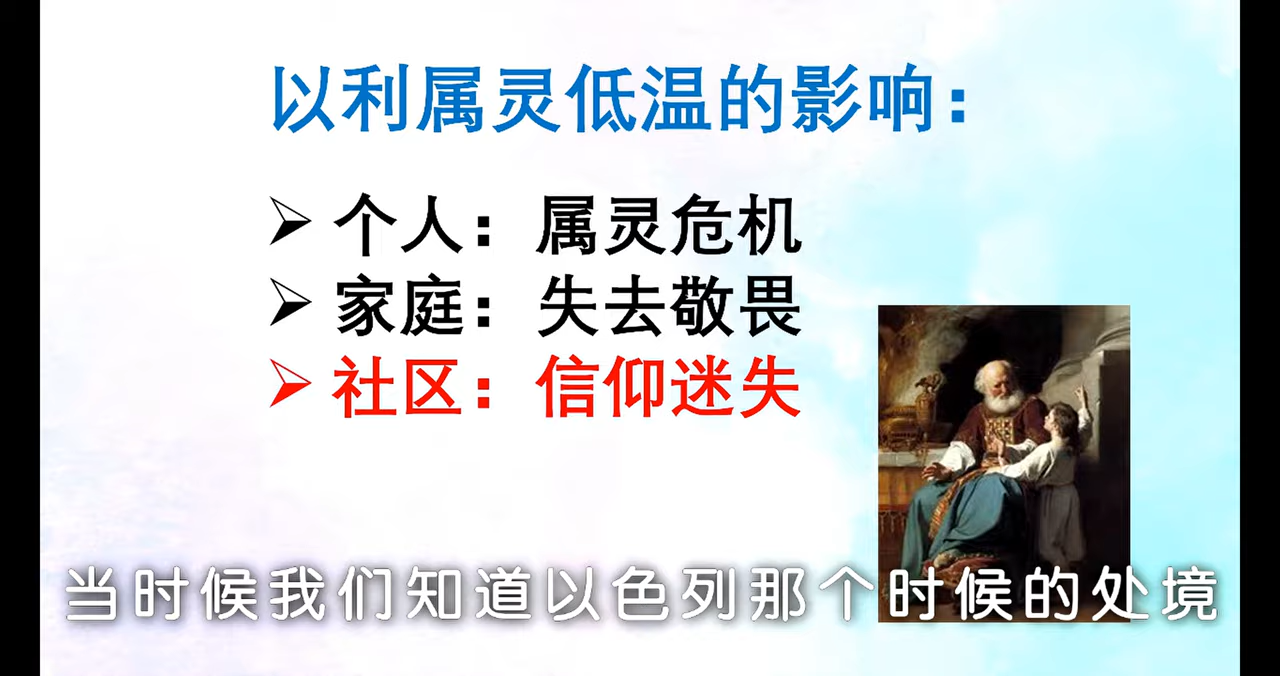 以利属灵低温的影响：
➢ 个人：属灵危机
➢ 家庭：失去敬畏
➢ 社区：信仰迷失
当时候我们知道以色列那个时候的处境